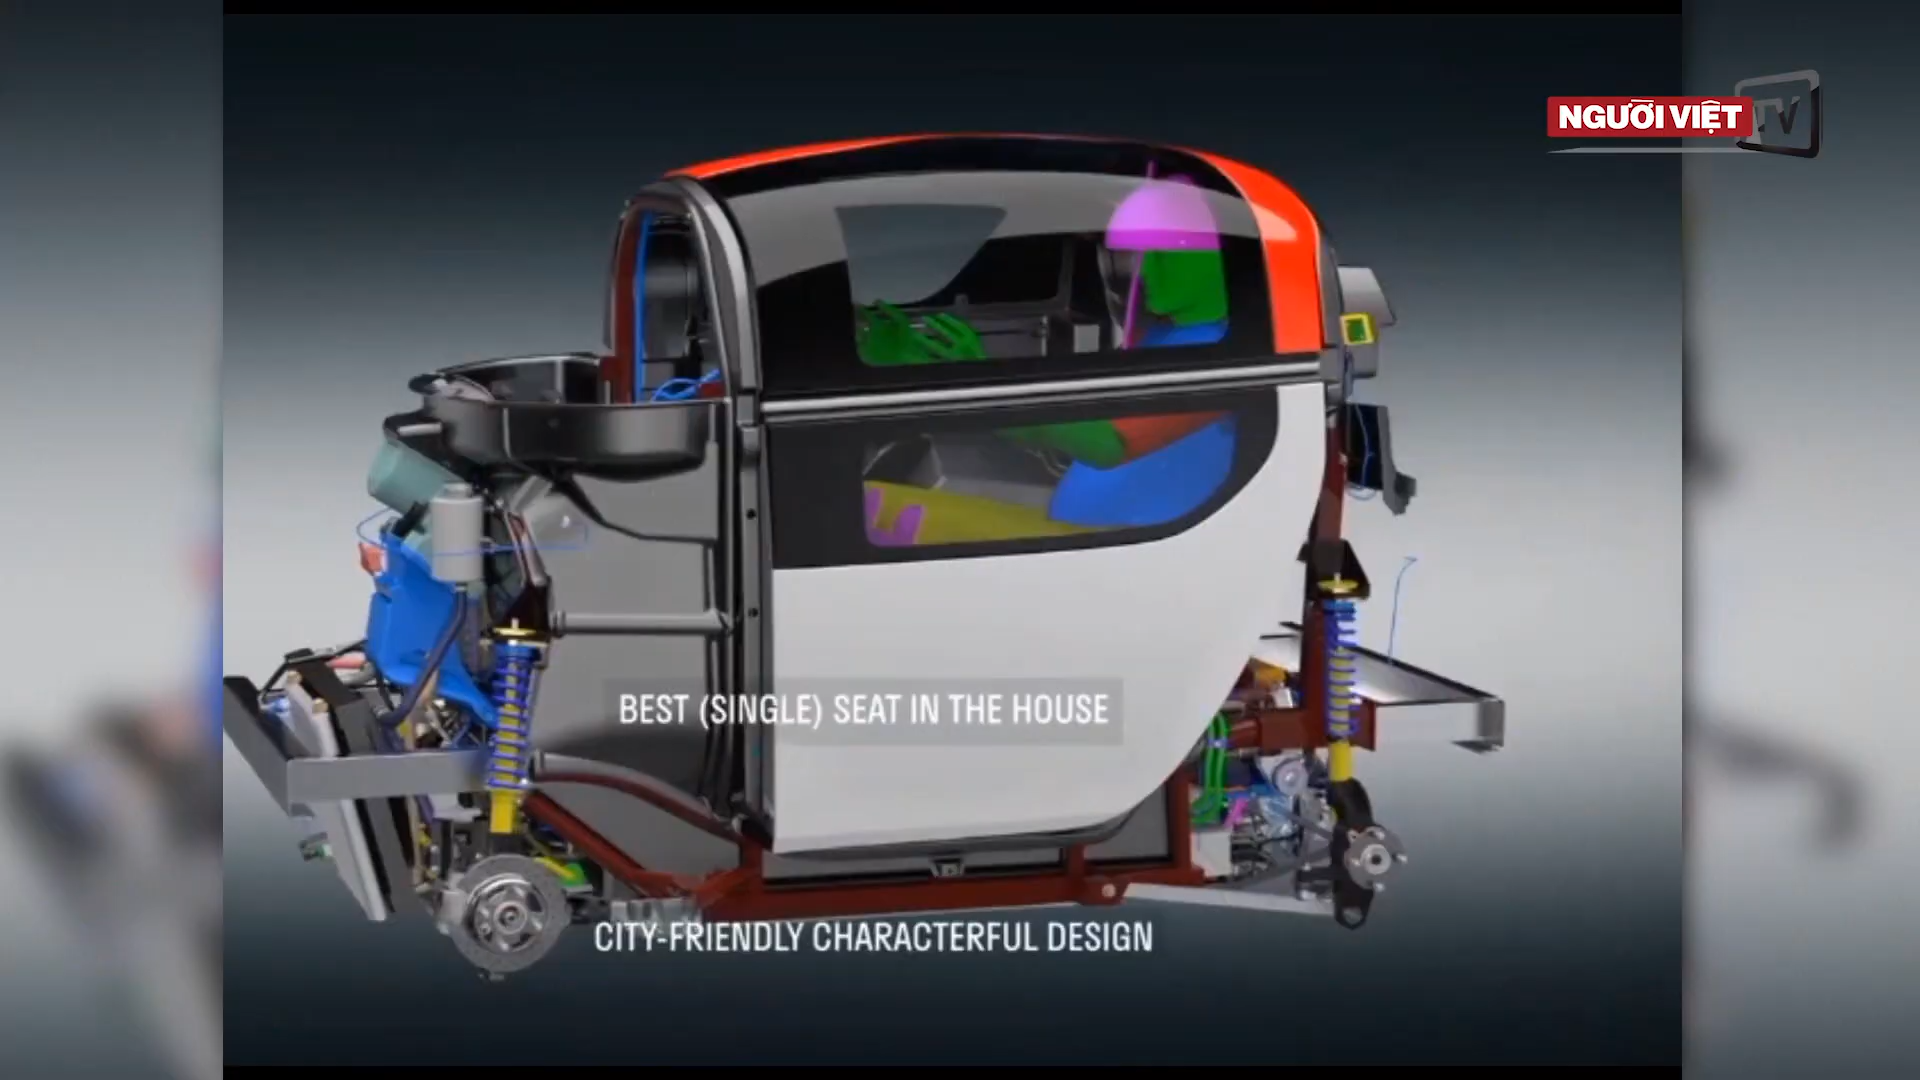 NGƯỜI VIỆT TV
BEST (SINGLE) SEAT IN THE HOUSE
CITY-FRIENDLY CHARACTERFUL DESIGN